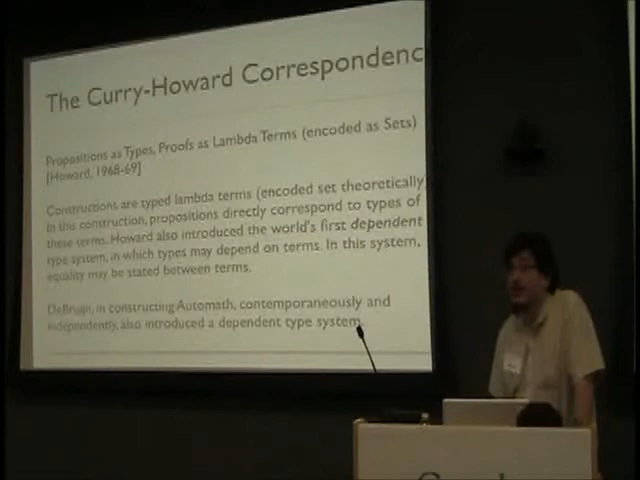 The Curry-Howard Correspondenc
Propositions as Types, Proofs as Lambda Terms (encoded as Sets)
[Howard, 1968-69]
Constructions are typed lambda terms (encoded set theoretically
In this construction, propositions directly correspond to types of
these terms. Howard also introduced the world's first dependent
type system, in which types may depend on terms. In this system,
equality may be stated between terms.
DeBruijn, in constructing Automath, contemporaneously and
independently, also introduced a dependent type system.